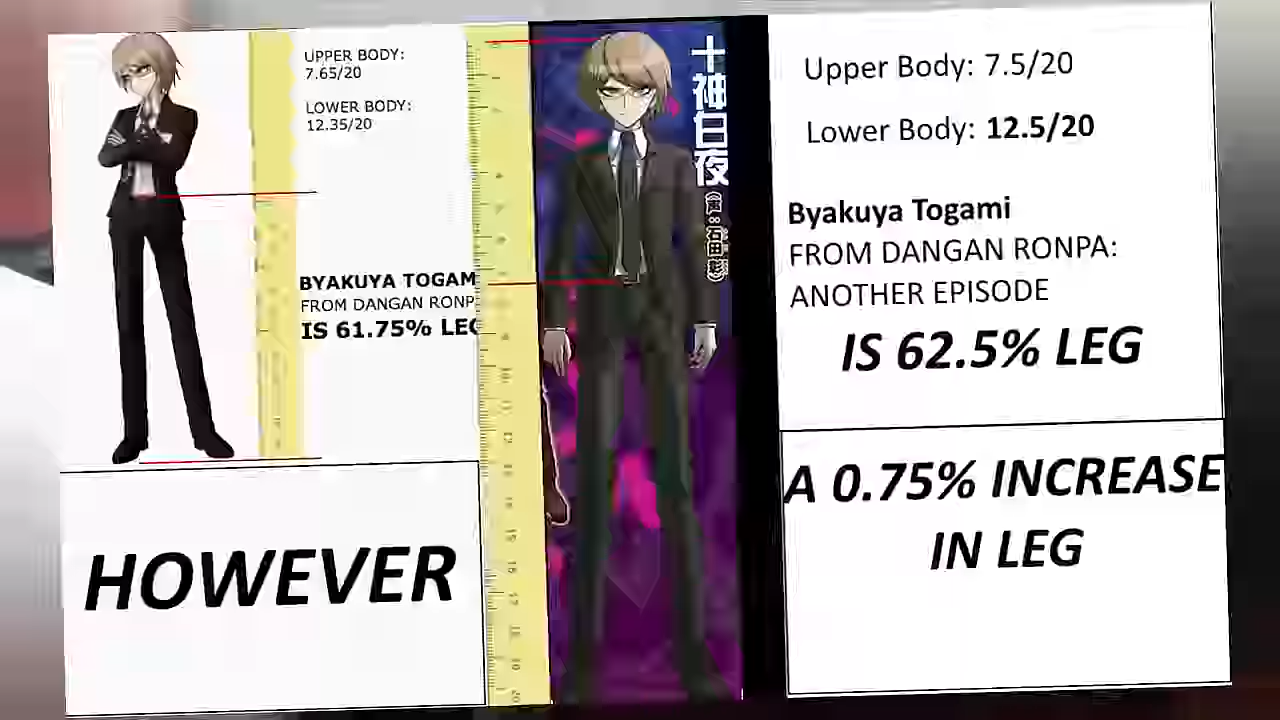 UPPER BODY:
7.65/20
LOWER BODY:
12.35/20
BYAKUYA TOGAM
FROM DANGAN RONP
IS 61.75% LEG
HOWEVER
十神白夜
Upper Body: 7.5/20
Lower Body: 12.5/20
Byakuya Togami
FROM DANGAN RONPA:
ANOTHER EPISODE
IS 62.5% LEG
A 0.75% INCREASE
IN LEG